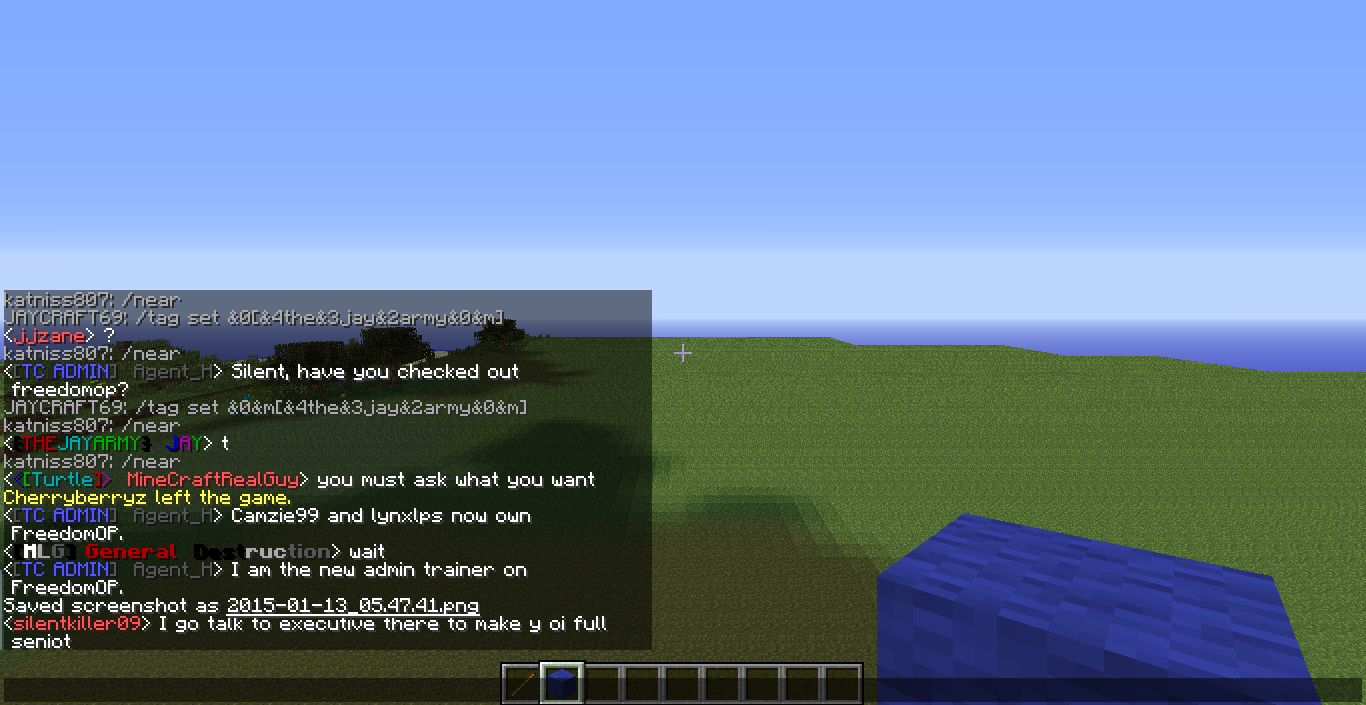 katniss807: /near
JAYCRAFT69: /tag set &0[&4the&3jay&2army&0&m]
<jjzane> ?
katniss807: /near
<[TC ADMIN] Agent_H> Silent, have you checked out
freedomop?
JAYCRAFT69: /tag set &0&m[&4the&3jay&2army&0&m]
katniss807: /near
<[THEJAYARMY] JAY> t
katniss807: /near
<<[Turtle]> MineCraftRealGuy> you must ask what you want
Cherryberryz left the game.
<[TC ADMIN] Agent_H> Camzie99 and lynxlps now own
FreedomOP.
<[MLG] General Destruction> wait
<[TC ADMIN] Agent_H> I am the new admin trainer on
FreedomOP.
Saved screenshot as 2015-01-13_05.47.41.png
<silentkiller09> I go talk to executive there to make y oi full
seniot